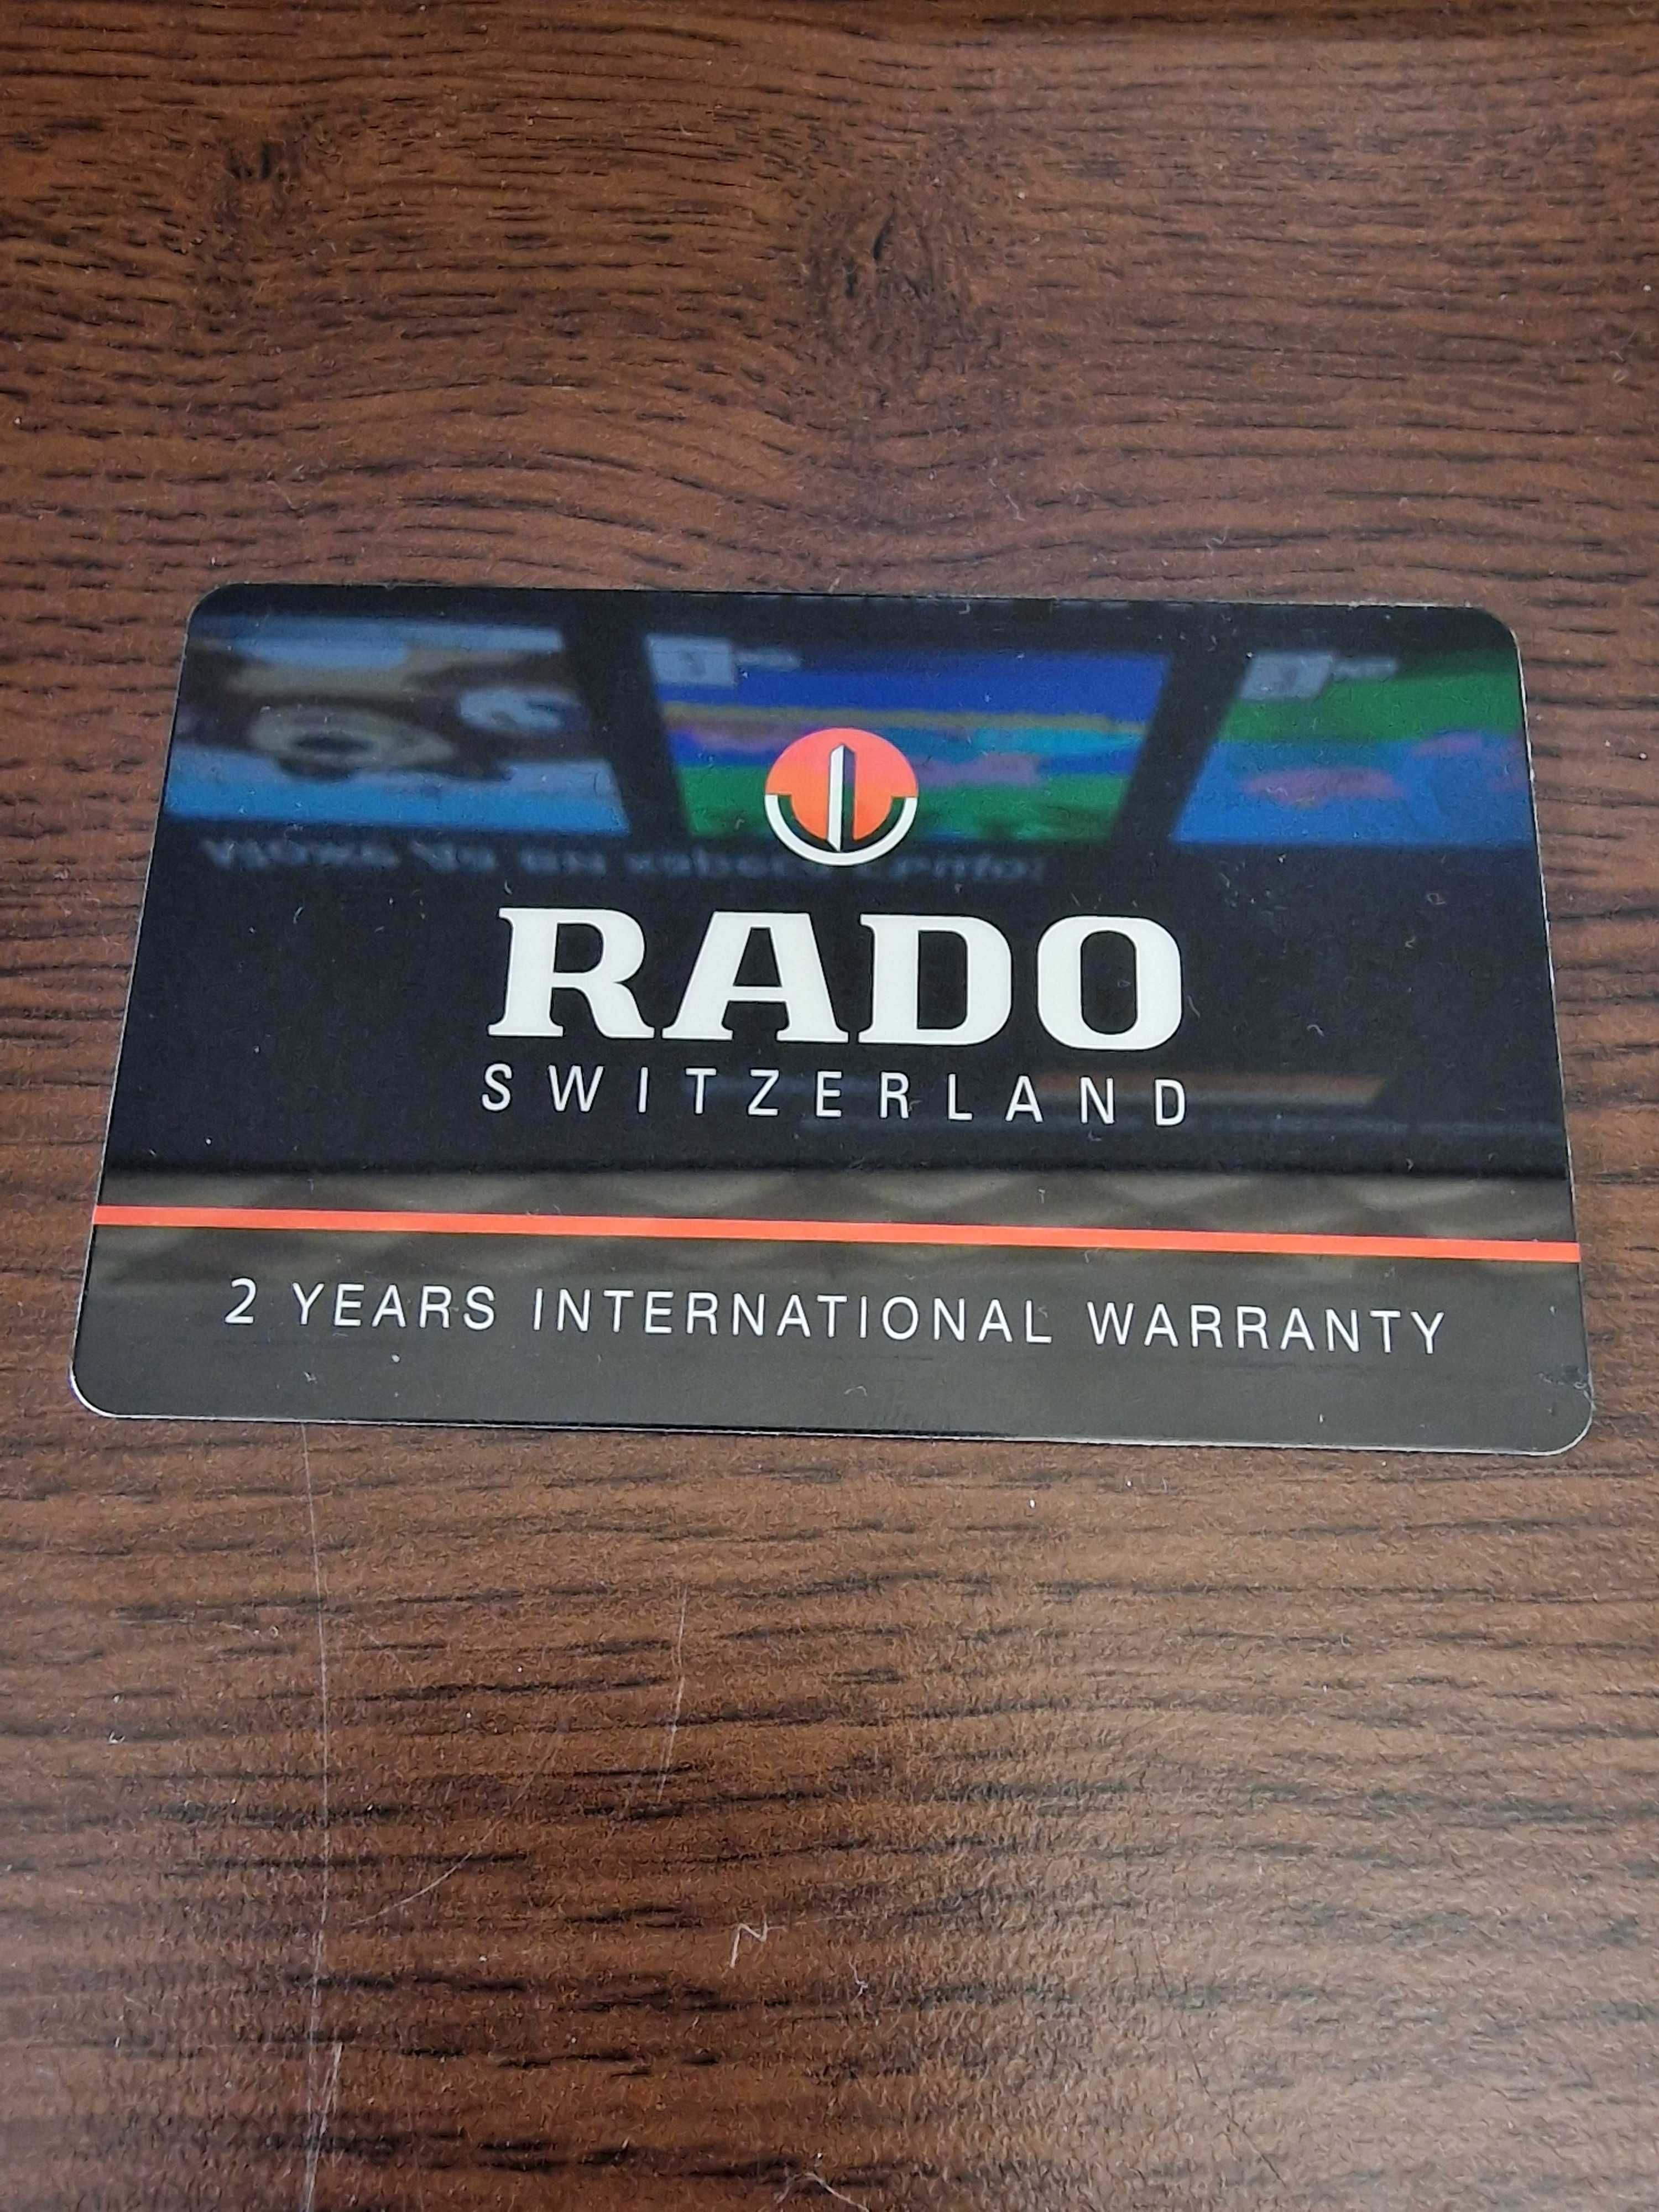 RADO
SWITZERLAND
2 YEARS INTERNATIONAL WARRANTY